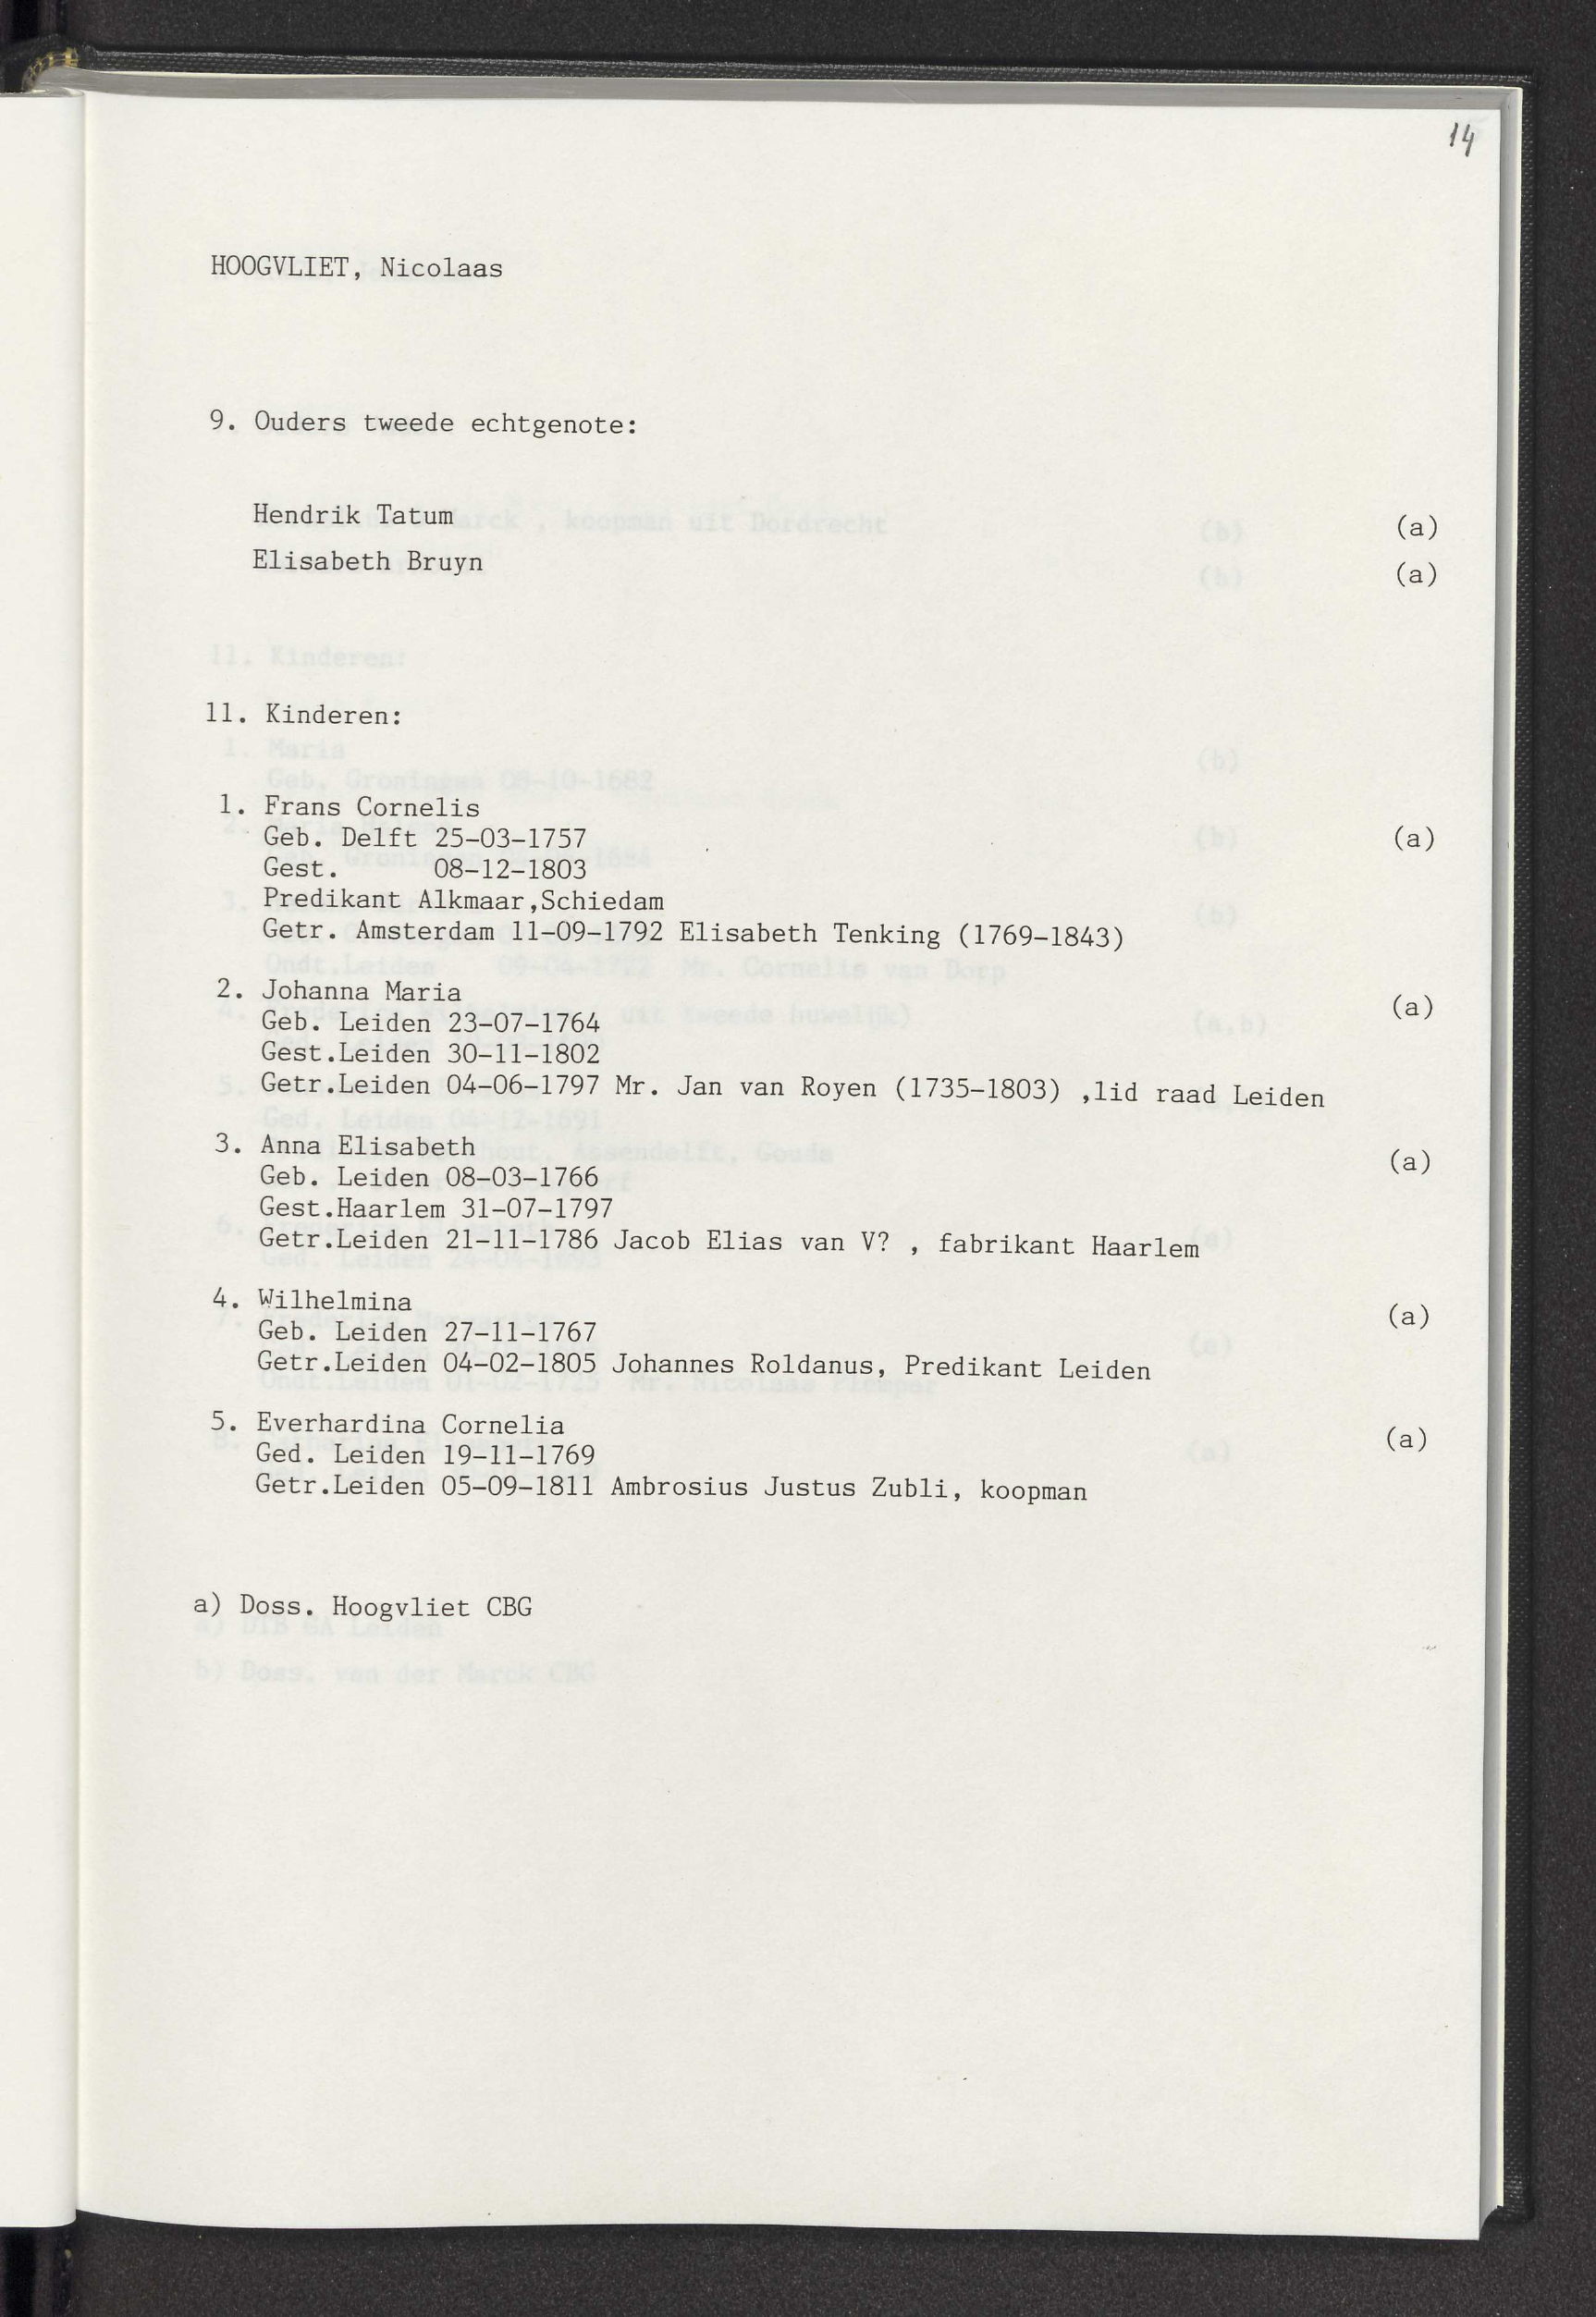 14
HOOGVLIET, Nicolaas
9. Ouders tweede echtgenote:
Hendrik Tatum (a)
Elisabeth Bruyn (a)
11. Kinderen:
1. Frans Cornelis
Geb. Delft 25-03-1757 (a)
Gest. 08-12-1803
Predikant Alkmaar,Schiedam
Getr. Amsterdam 11-09-1792 Elisabeth Tenking (1769-1843)
2. Johanna Maria (a)
Geb. Leiden 23-07-1764
Gest.Leiden 30-11-1802
Getr.Leiden 04-06-1797 Mr. Jan van Royen (1735-1803) ,lid raad Leiden
3. Anna Elisabeth (a)
Geb. Leiden 08-03-1766
Gest.Haarlem 31-07-1797
Getr.Leiden 21-11-1786 Jacob Elias van V? , fabrikant Haarlem
4. Wilhelmina (a)
Geb. Leiden 27-11-1767
Getr.Leiden 04-02-1805 Johannes Roldanus, Predikant Leiden
5. Everhardina Cornelia (a)
Ged. Leiden 19-11-1769
Getr.Leiden 05-09-1811 Ambrosius Justus Zubli, koopman
a) Doss. Hoogvliet CBG